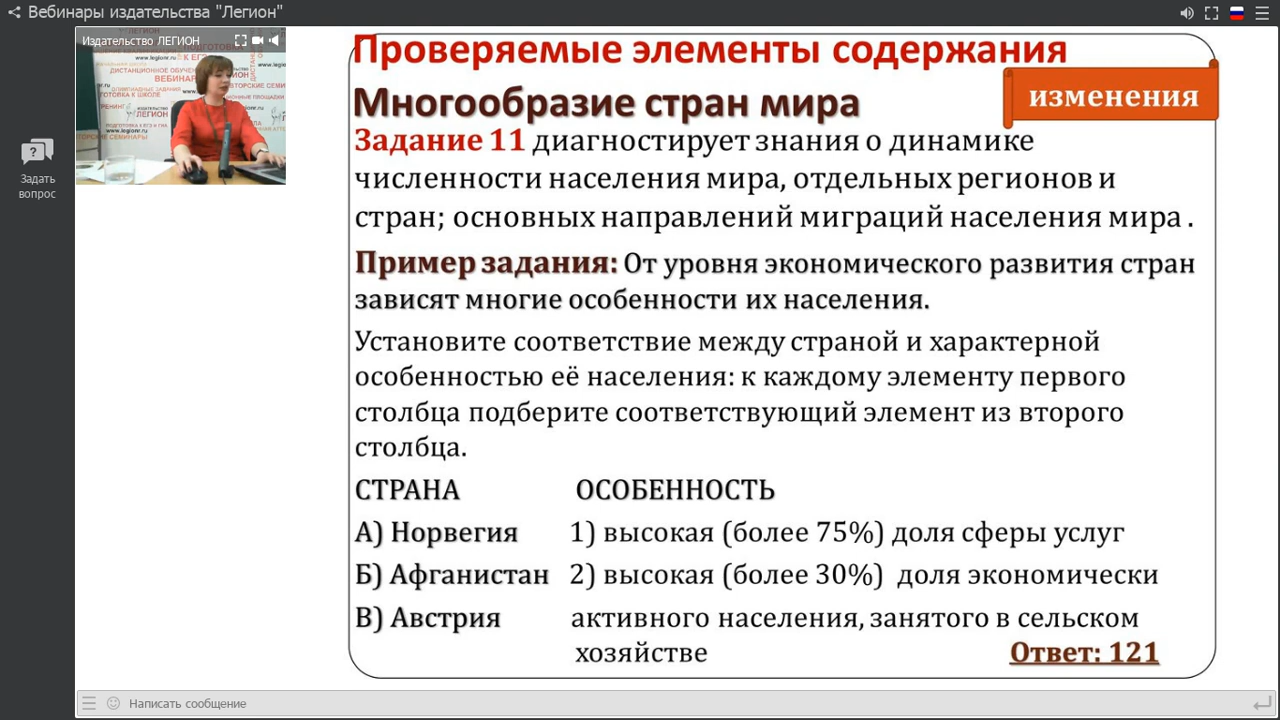 Вебинары издательства "Легион"
Издательство ЛЕГИОН
Задать
вопрос
Проверяемые элементы содержания
Многообразие стран мира
изменения
Задание 11 диагностирует знания о динамике
численности населения мира, отдельных регионов и
стран; основных направлений миграций населения мира .
Пример задания: От уровня экономического развития стран
зависят многие особенности их населения.
Установите соответствие между страной и характерной
особенностью её населения: к каждому элементу первого
столбца подберите соответствующий элемент из второго
столбца.
СТРАНА ОСОБЕННОСТЬ
А) Норвегия 1) высокая (более 75%) доля сферы услуг
Б) Афганистан 2) высокая (более 30%) доля экономически
В) Австрия активного населения, занятого в сельском
хозяйстве Ответ: 121
Написать сообщение